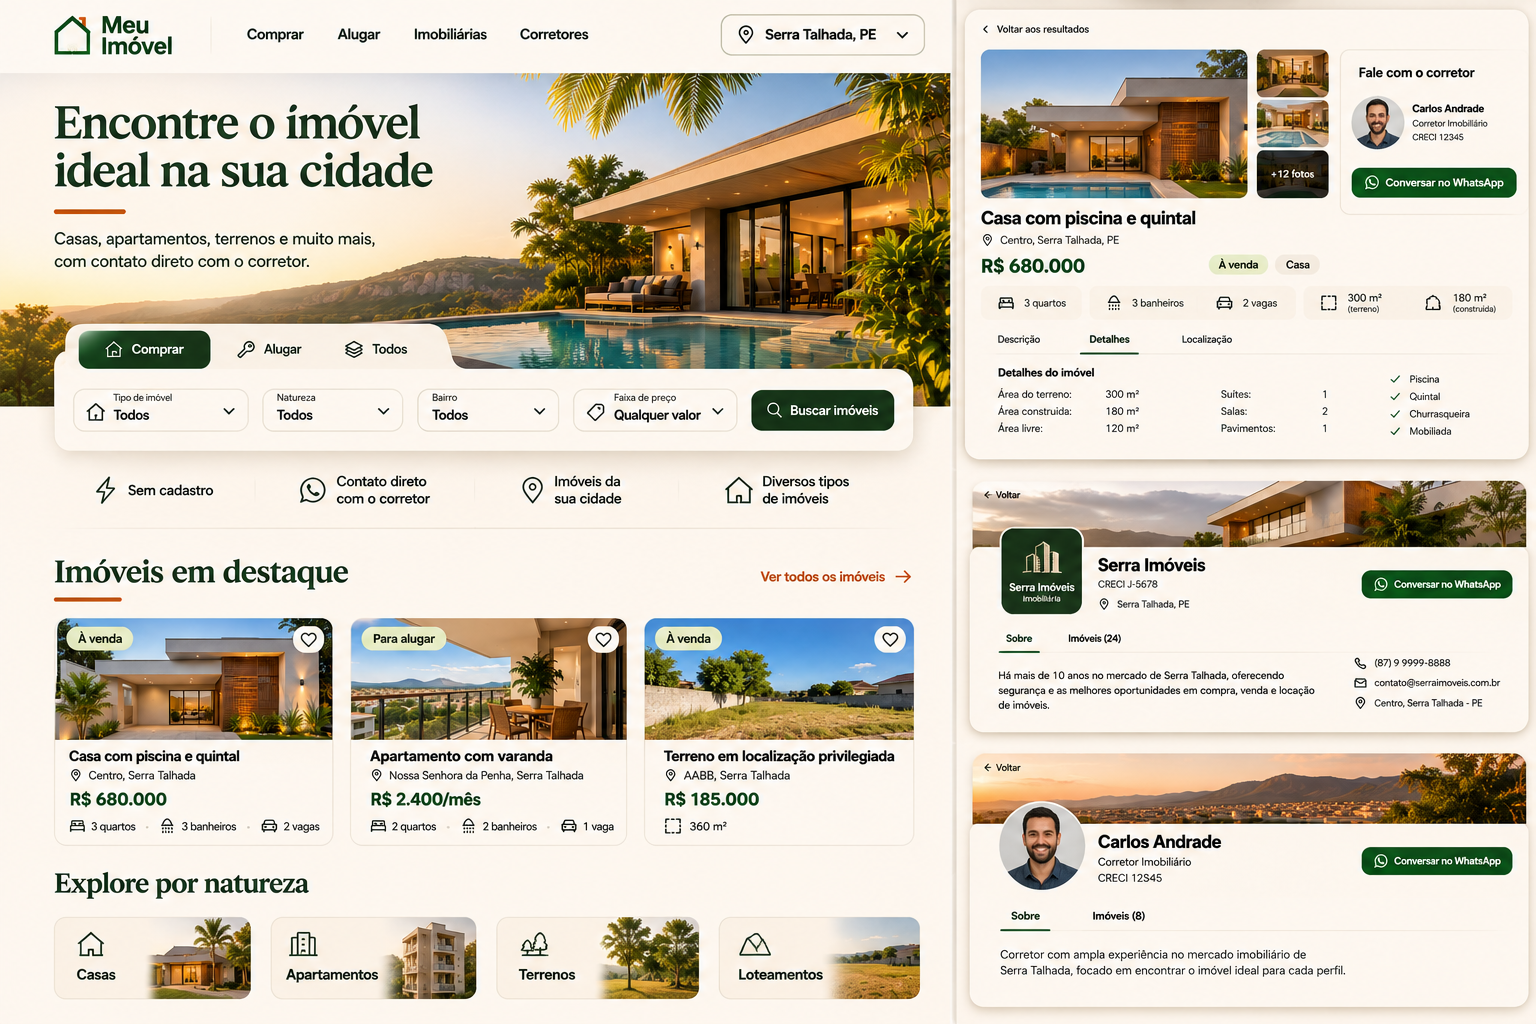 Meu
Imóvel
Comprar
Alugar
Imobiliárias
Corretores
Serra Talhada, PE
Encontre o imóvel
ideal na sua cidade
Casas, apartamentos, terrenos e muito mais,
com contato direto com o corretor.
Comprar
Alugar
Todos
Tipo de imóvel
Todos
Natureza
Todos
Bairro
Todos
Faixa de preço
Qualquer valor
Buscar imóveis
Sem cadastro
Contato direto
com o corretor
Imóveis da
sua cidade
Diversos tipos
de imóveis
Imóveis em destaque
Ver todos os imóveis
À venda
Casa com piscina e quintal
Centro, Serra Talhada
R$ 680.000
3 quartos · 3 banheiros · 2 vagas
Para alugar
Apartamento com varanda
Nossa Senhora da Penha, Serra Talhada
R$ 2.400/mês
2 quartos · 2 banheiros · 1 vaga
À venda
Terreno em localização privilegiada
AABB, Serra Talhada
R$ 185.000
360 m²
Explore por natureza
Casas
Apartamentos
Terrenos
Loteamentos
Voltar aos resultados
+12 fotos
Fale com o corretor
Carlos Andrade
Corretor Imobiliário
CRECI 12345
Conversar no WhatsApp
Casa com piscina e quintal
Centro, Serra Talhada, PE
R$ 680.000
À venda
Casa
3 quartos
3 banheiros
2 vagas
300 m²
(terreno)
180 m²
(construida)
Descrição
Detalhes
Localização
Detalhes do imóvel
Área do terreno: 300 m²
Área construida: 180 m²
Área livre: 120 m²
Suítes: 1
Salas: 2
Pavimentos: 1
Piscina
Quintal
Churrasqueira
Mobiliada
Voltar
Serra Imóveis
Imobiliária
Serra Imóveis
CRECI J-5678
Serra Talhada, PE
Conversar no WhatsApp
Sobre
Imóveis (24)
Há mais de 10 anos no mercado de Serra Talhada, oferecendo
segurança e as melhores oportunidades em compra, venda e locação
de imóveis.
(87) 9 9999-8888
contato@serraimoveis.com.br
Centro, Serra Talhada - PE
Voltar
Carlos Andrade
Corretor Imobiliário
CRECI 12S45
Conversar no WhatsApp
Sobre
Imóveis (8)
Corretor com ampla experiência no mercado imobiliário de
Serra Talhada, focado em encontrar o imóvel ideal para cada perfil.